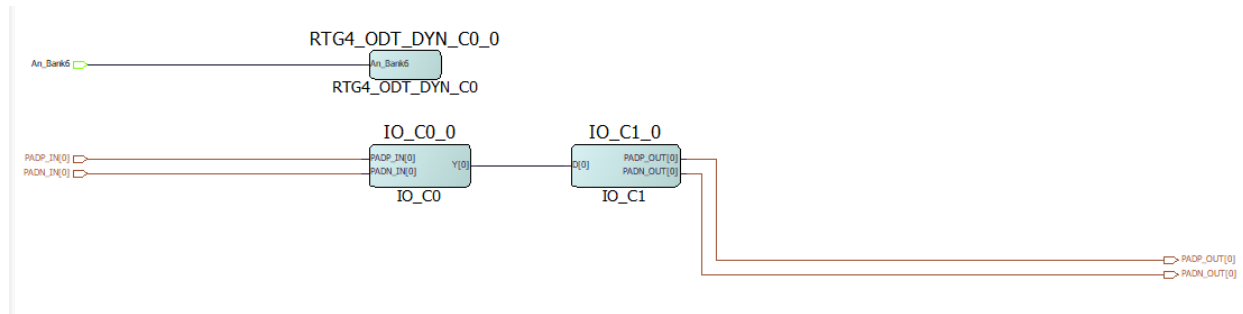 RTG4_ODT_DYN_C0_0
An_Bank6 An_Bank6
RTG4_ODT_DYN_C0
IO_C0_0 IO_C1_0
PADP_IN[0] PADP_IN[0] Y[0] D[0] PADP_OUT[0]
PADN_IN[0] PADN_IN[0] PADN_OUT[0]
IO_C0 IO_C1
PADP_OUT[0]
PADN_OUT[0]